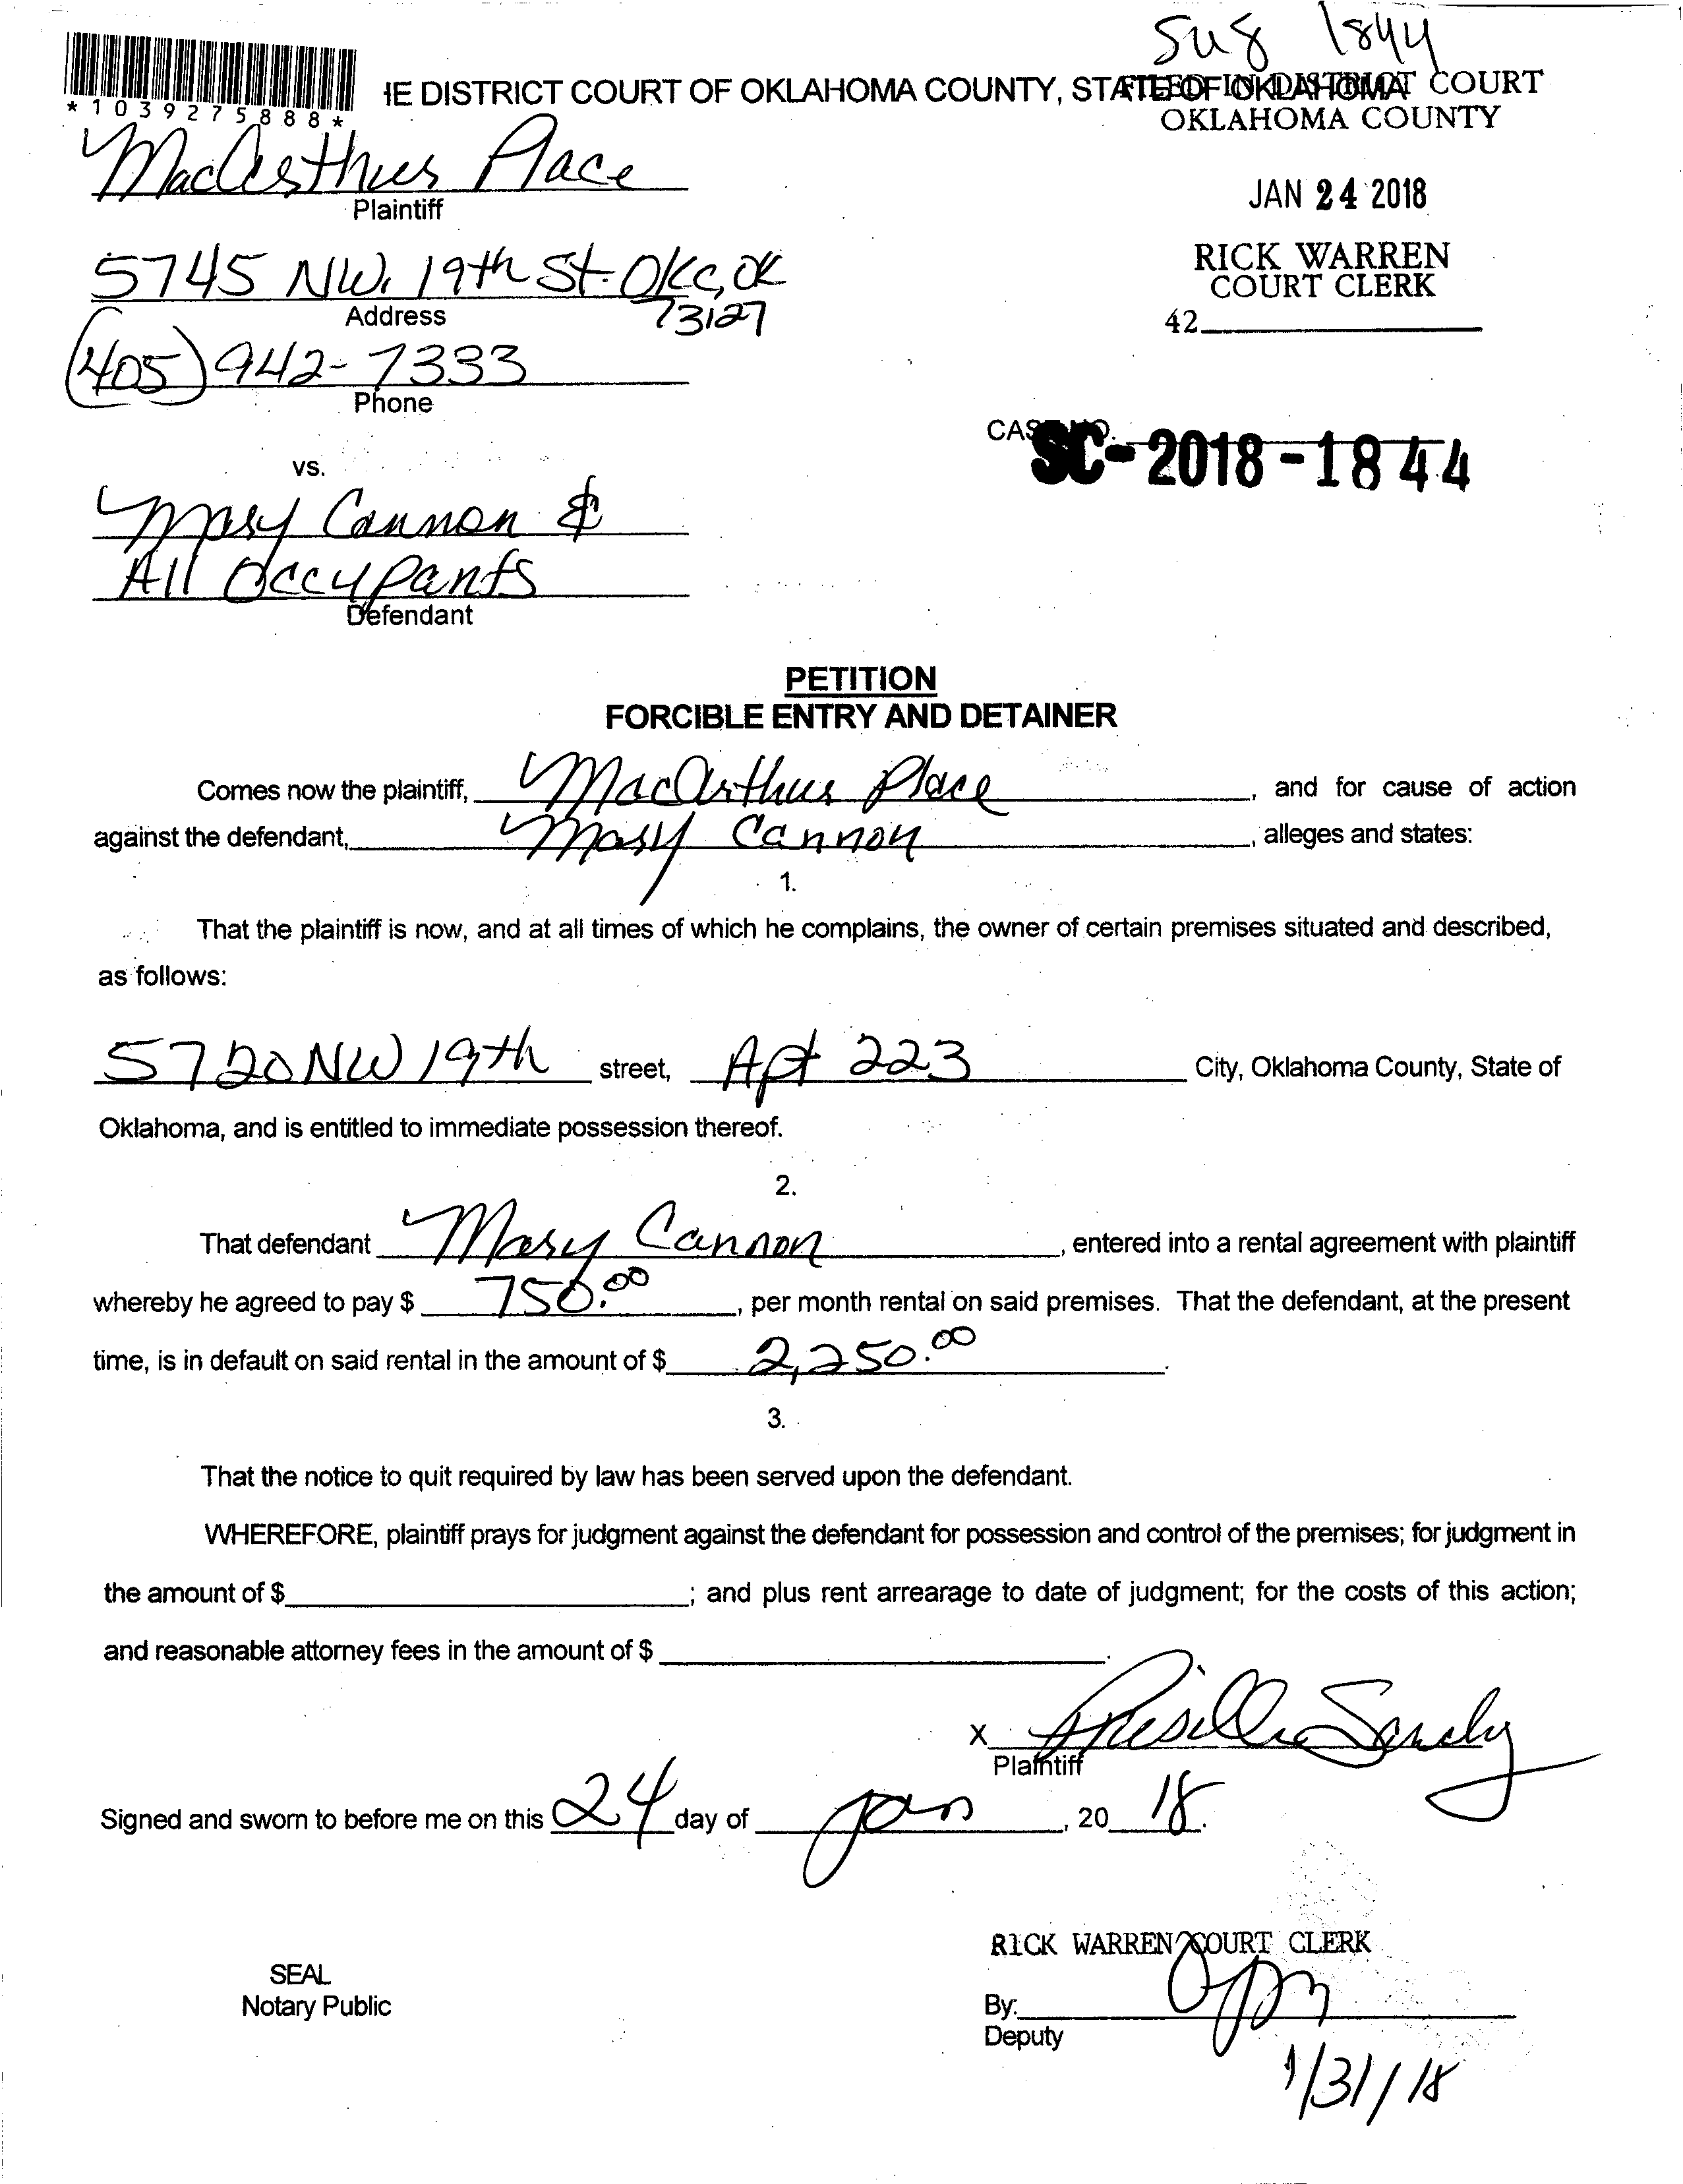 SC 8 1844
*1039275888*
HE DISTRICT COURT OF OKLAHOMA COUNTY, STATE OF OKLAHOMA
FILED IN DISTRICT COURT
OKLAHOMA COUNTY
MacArthur Place
Plaintiff
JAN 24 2018
5745 NW. 19th St. OKC, OK
73127
Address
RICK WARREN
COURT CLERK
42
(405) 942-7333
Phone
CASE NO.
SC-2018-1844
vs.
Mary Cannon &
All Occupants
Defendant
PETITION
FORCIBLE ENTRY AND DETAINER
Comes now the plaintiff, MacArthur Place, and for cause of action
against the defendant, Mary Cannon, alleges and states:
1.
That the plaintiff is now, and at all times of which he complains, the owner of certain premises situated and described,
as follows:
5720 NW 19th street, Apt 223 City, Oklahoma County, State of
Oklahoma, and is entitled to immediate possession thereof.
2.
That defendant Mary Cannon, entered into a rental agreement with plaintiff
whereby he agreed to pay $ 750.00, per month rental on said premises. That the defendant, at the present
time, is in default on said rental in the amount of $ 2,250.00.
3.
That the notice to quit required by law has been served upon the defendant.
WHEREFORE, plaintiff prays for judgment against the defendant for possession and control of the premises; for judgment in
the amount of $ ; and plus rent arrearage to date of judgment; for the costs of this action;
and reasonable attorney fees in the amount of $ .
x Prisilla Sandy
Plaintiff
Signed and sworn to before me on this 24 day of Jan, 20 18.
RICK WARREN COURT CLERK
SEAL
Notary Public
By:
Deputy
1/31/18